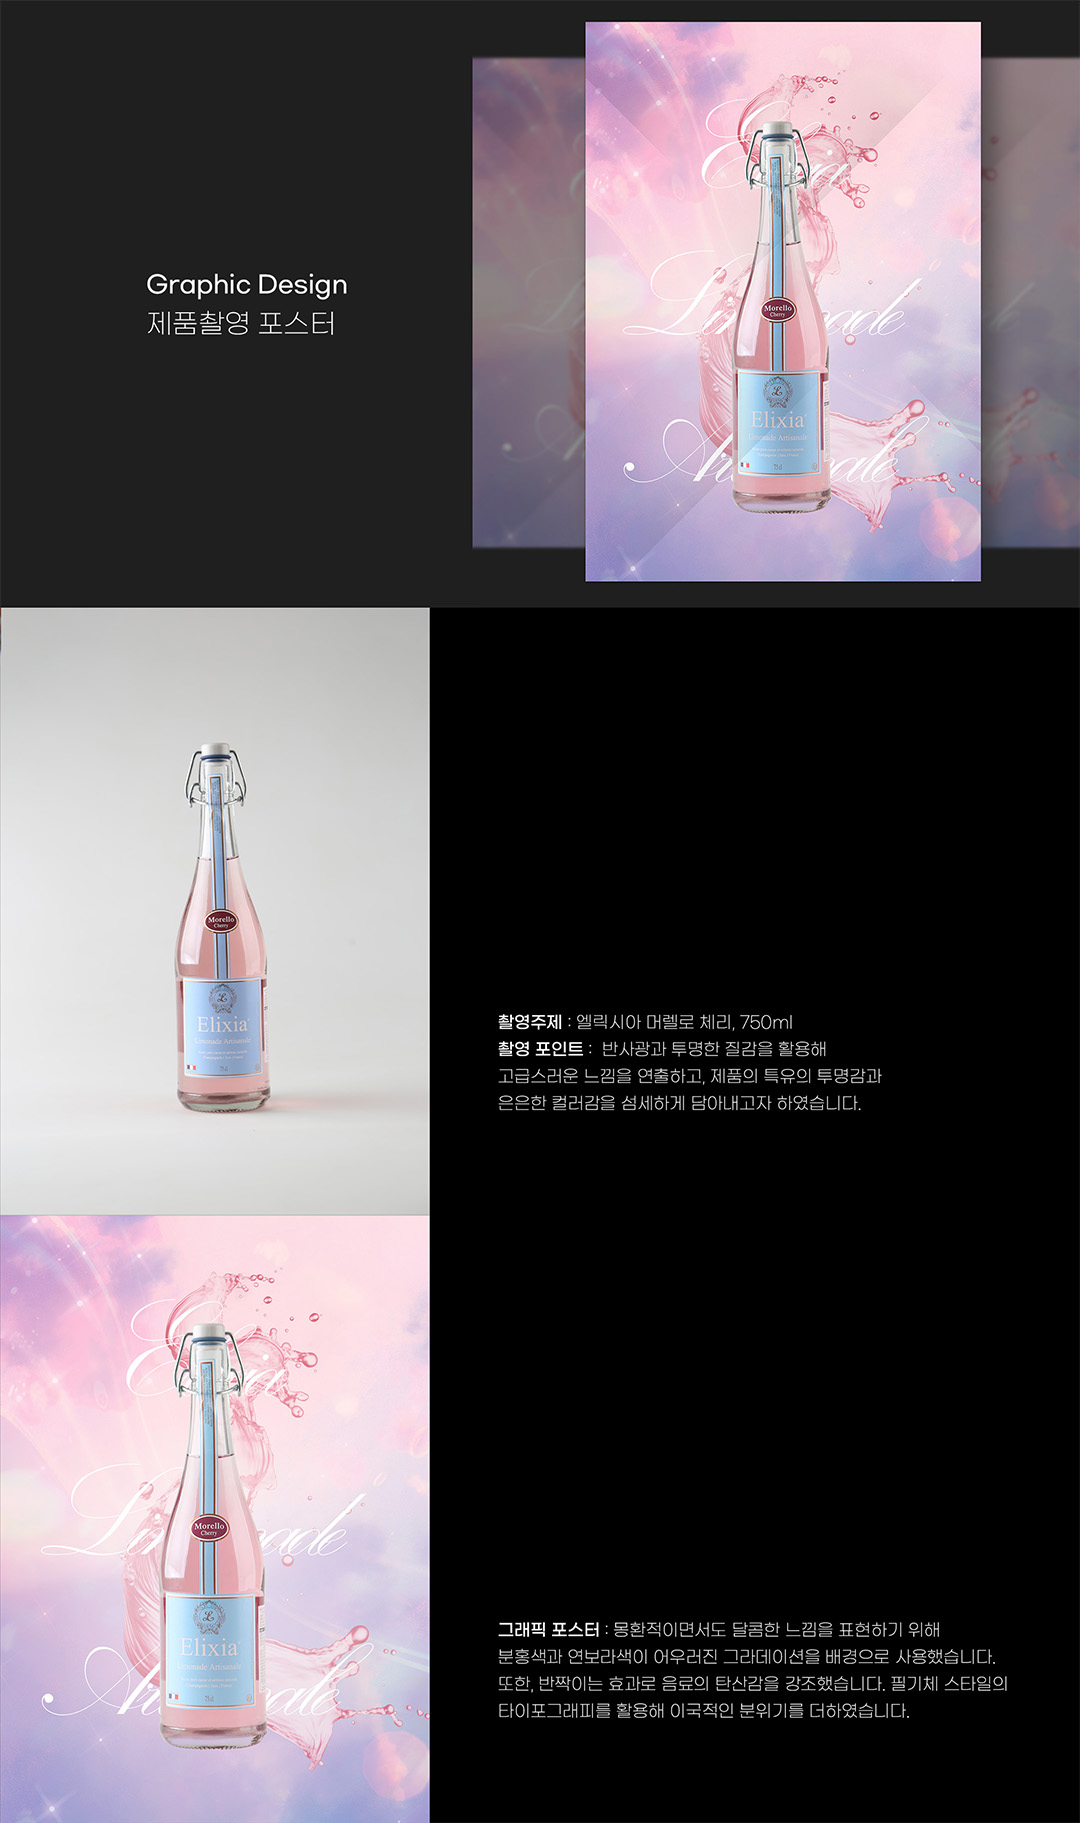 Graphic Design
제품촬영 포스터
Elixia
Limonade
Artisanale
Morello
Cherry
L
Elixia
Limonade Artisanale
75cl
Morello
Cherry
L
Elixia
Limonade Artisanale
75cl
촬영주제 : 엘릭시아 머렐로 체리, 750ml
촬영 포인트 : 반사광과 투명한 질감을 활용해
고급스러운 느낌을 연출하고, 제품의 특유의 투명감과
은은한 컬러감을 섬세하게 담아내고자 하였습니다.
Elixia
Limonade
Artisanale
Morello
Cherry
L
Elixia
Limonade Artisanale
75cl
그래픽 포스터 : 몽환적이면서도 달콤한 느낌을 표현하기 위해
분홍색과 연보라색이 어우러진 그라데이션을 배경으로 사용했습니다.
또한, 반짝이는 효과로 음료의 탄산감을 강조했습니다. 필기체 스타일의
타이포그래피를 활용해 이국적인 분위기를 더하였습니다.